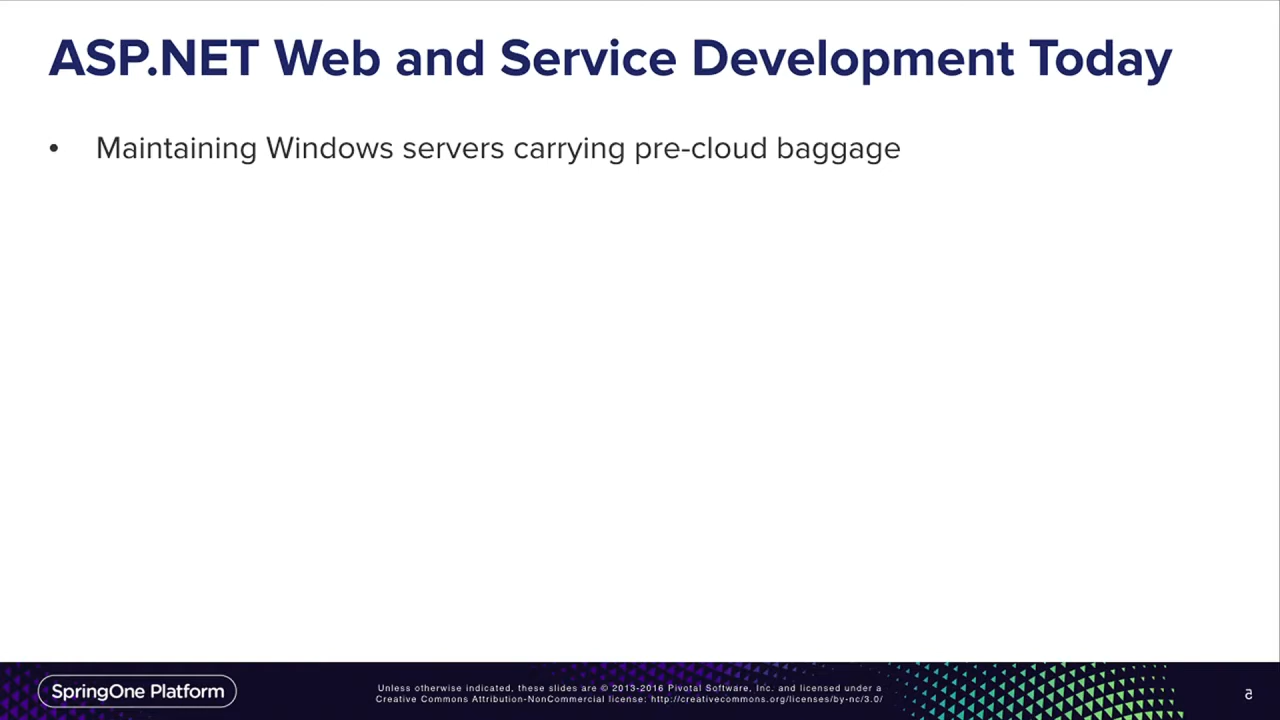 ASP.NET Web and Service Development Today
• Maintaining Windows servers carrying pre-cloud baggage
SpringOne Platform
Unless otherwise indicated, these slides are © 2013-2016 Pivotal Software, Inc. and licensed under a
Creative Commons Attribution-NonCommercial license: http://creativecommons.org/licenses/by-nc/3.0/
5